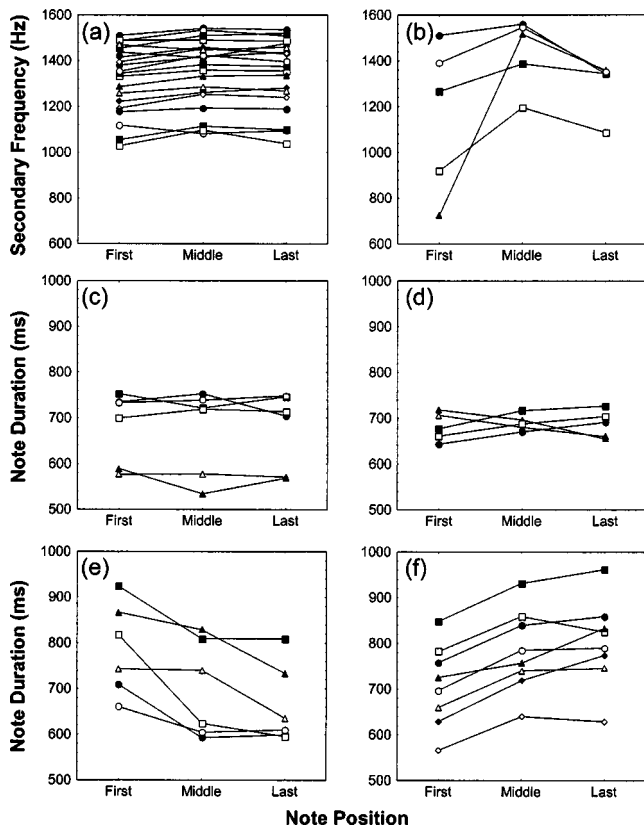 (a) (b)
Secondary Frequency (Hz)
1600 1600
1400 1400
1200 1200
1000 1000
800 800
600 600
First Middle Last First Middle Last
(c) (d)
Note Duration (ms)
1000 1000
900 900
800 800
700 700
600 600
500 500
First Middle Last First Middle Last
(e) (f)
Note Duration (ms)
1000 1000
900 900
800 800
700 700
600 600
500 500
First Middle Last First Middle Last
Note Position